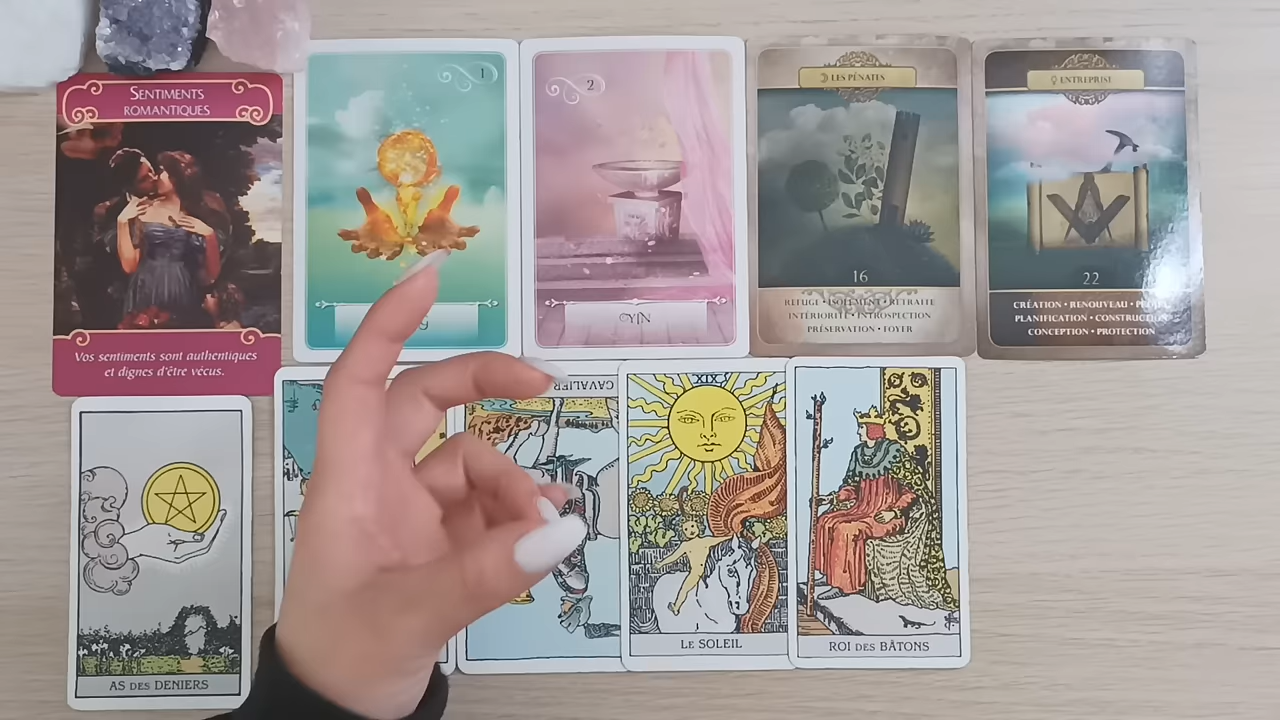 SENTIMENTS
ROMANTIQUES
Vos sentiments sont authentiques
et dignes d'être vécus.
1
2
YIN
LES PÉNATES
16
REFUGE • ISOLEMENT • RETRAITE
INTÉRIORITÉ • INTROSPECTION
PRÉSERVATION • FOYER
ENTREPRISE
22
CRÉATION • RENOUVEAU •
PLANIFICATION • CONSTRUCTION
CONCEPTION • PROTECTION
AS DES DENIERS
CAVALIER
XIX
LE SOLEIL
ROI DES BÂTONS